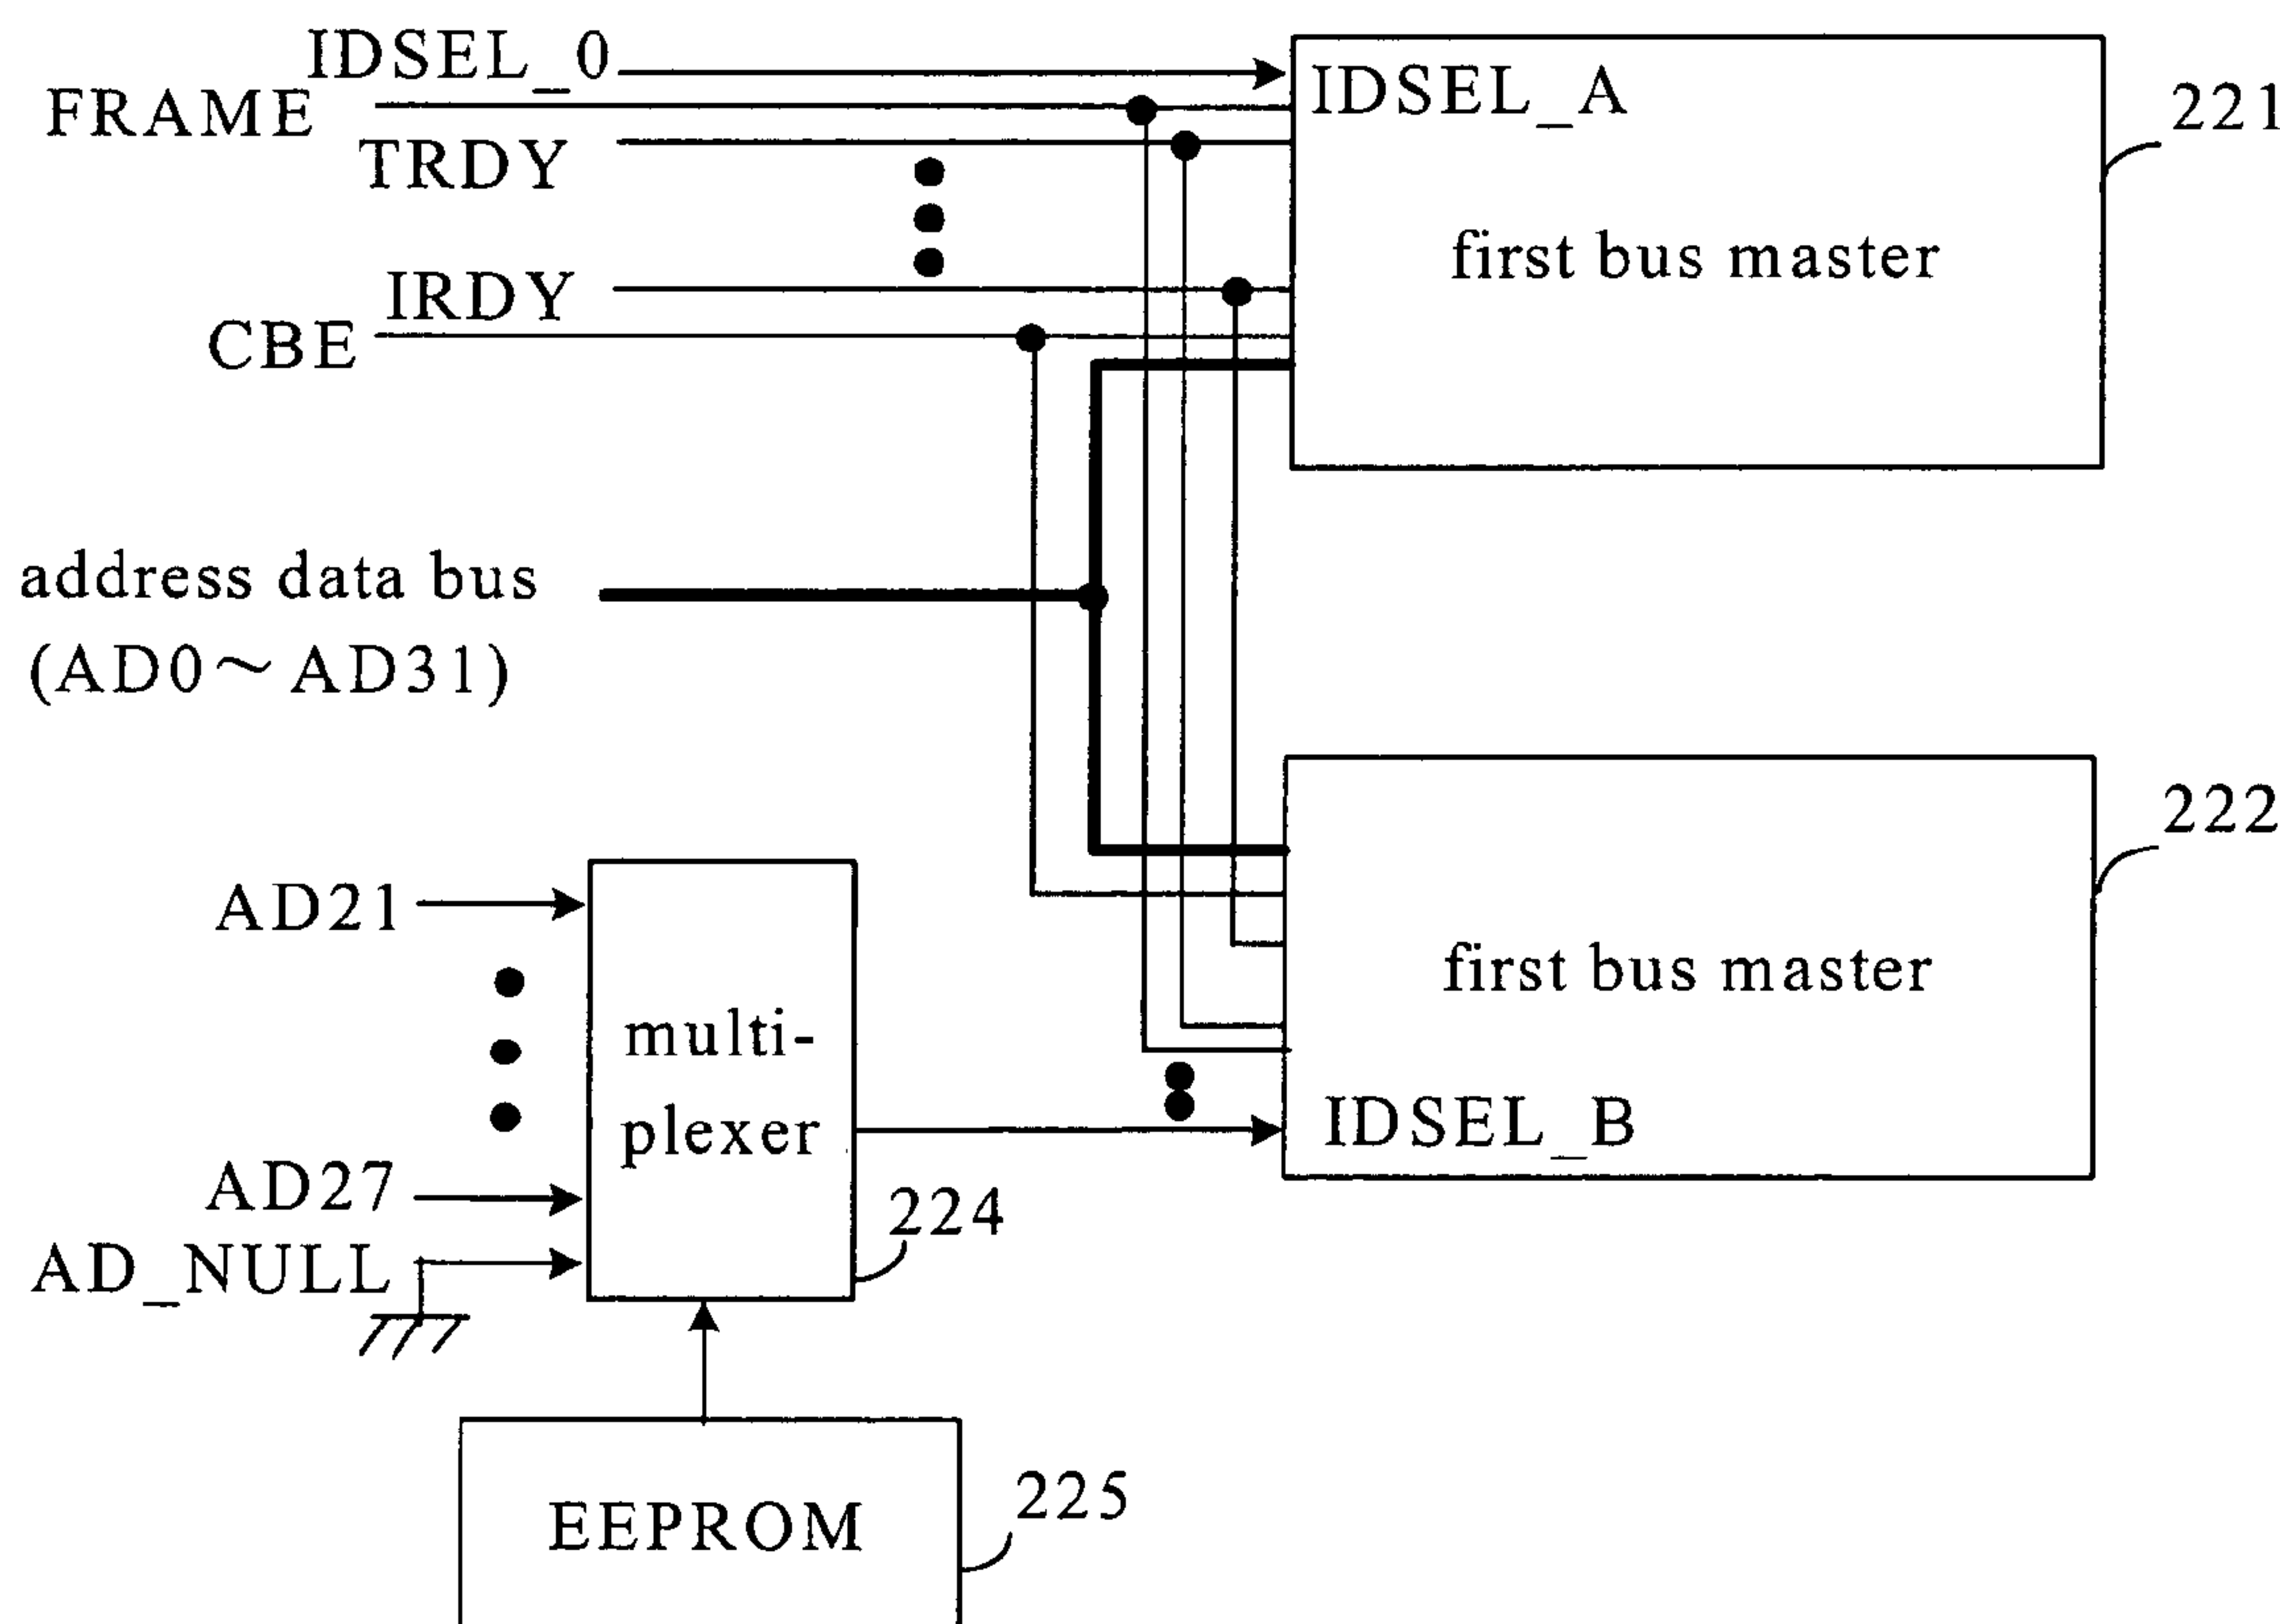 IDSEL_0
FRAME
TRDY
IRDY
CBE
IDSEL_A
first bus master
221
address data bus
(AD0～AD31)
222
first bus master
IDSEL_B
AD21
multi-
plexer
AD27
AD_NULL
224
EEPROM
225